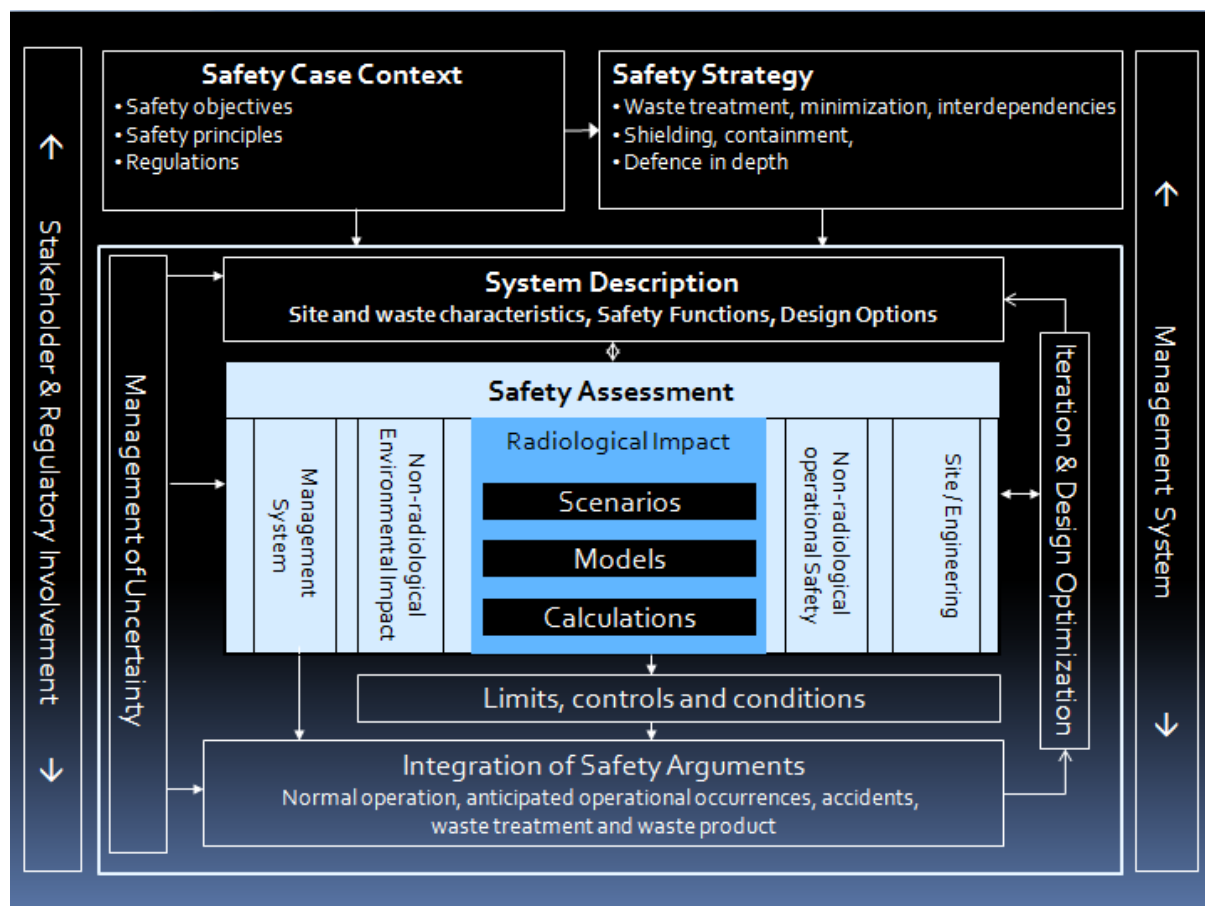 Safety Case Context
• Safety objectives
• Safety principles
• Regulations
Safety Strategy
• Waste treatment, minimization, interdependencies
• Shielding, containment,
• Defence in depth
Stakeholder & Regulatory Involvement
Management System
Management of Uncertainty
System Description
Site and waste characteristics, Safety Functions, Design Options
Iteration & Design Optimization
Safety Assessment
Management
System
Non-radiological
Environmental Impact
Radiological Impact
Scenarios
Models
Calculations
Non-radiological
operational Safety
Site / Engineering
Limits, controls and conditions
Integration of Safety Arguments
Normal operation, anticipated operational occurrences, accidents,
waste treatment and waste product